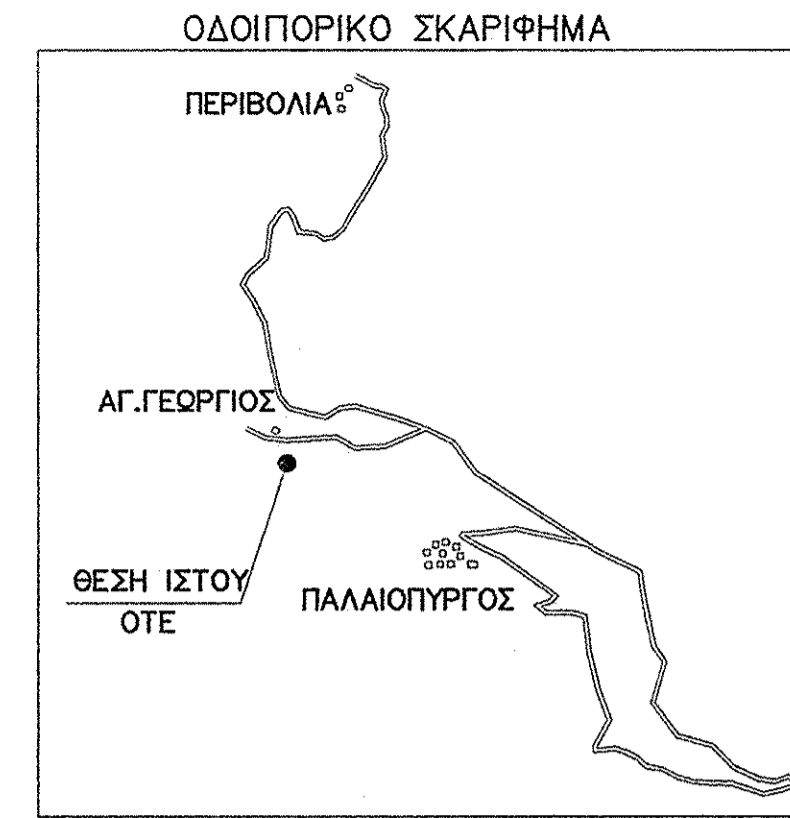 ΟΔΟΙΠΟΡΙΚΟ ΣΚΑΡΙΦΗΜΑ
ΠΕΡΙΒΟΛΙΑ
ΑΓ.ΓΕΩΡΓΙΟΣ
ΘΕΣΗ ΙΣΤΟΥ
ΟΤΕ
ΠΑΛΑΙΟΠΥΡΓΟΣ